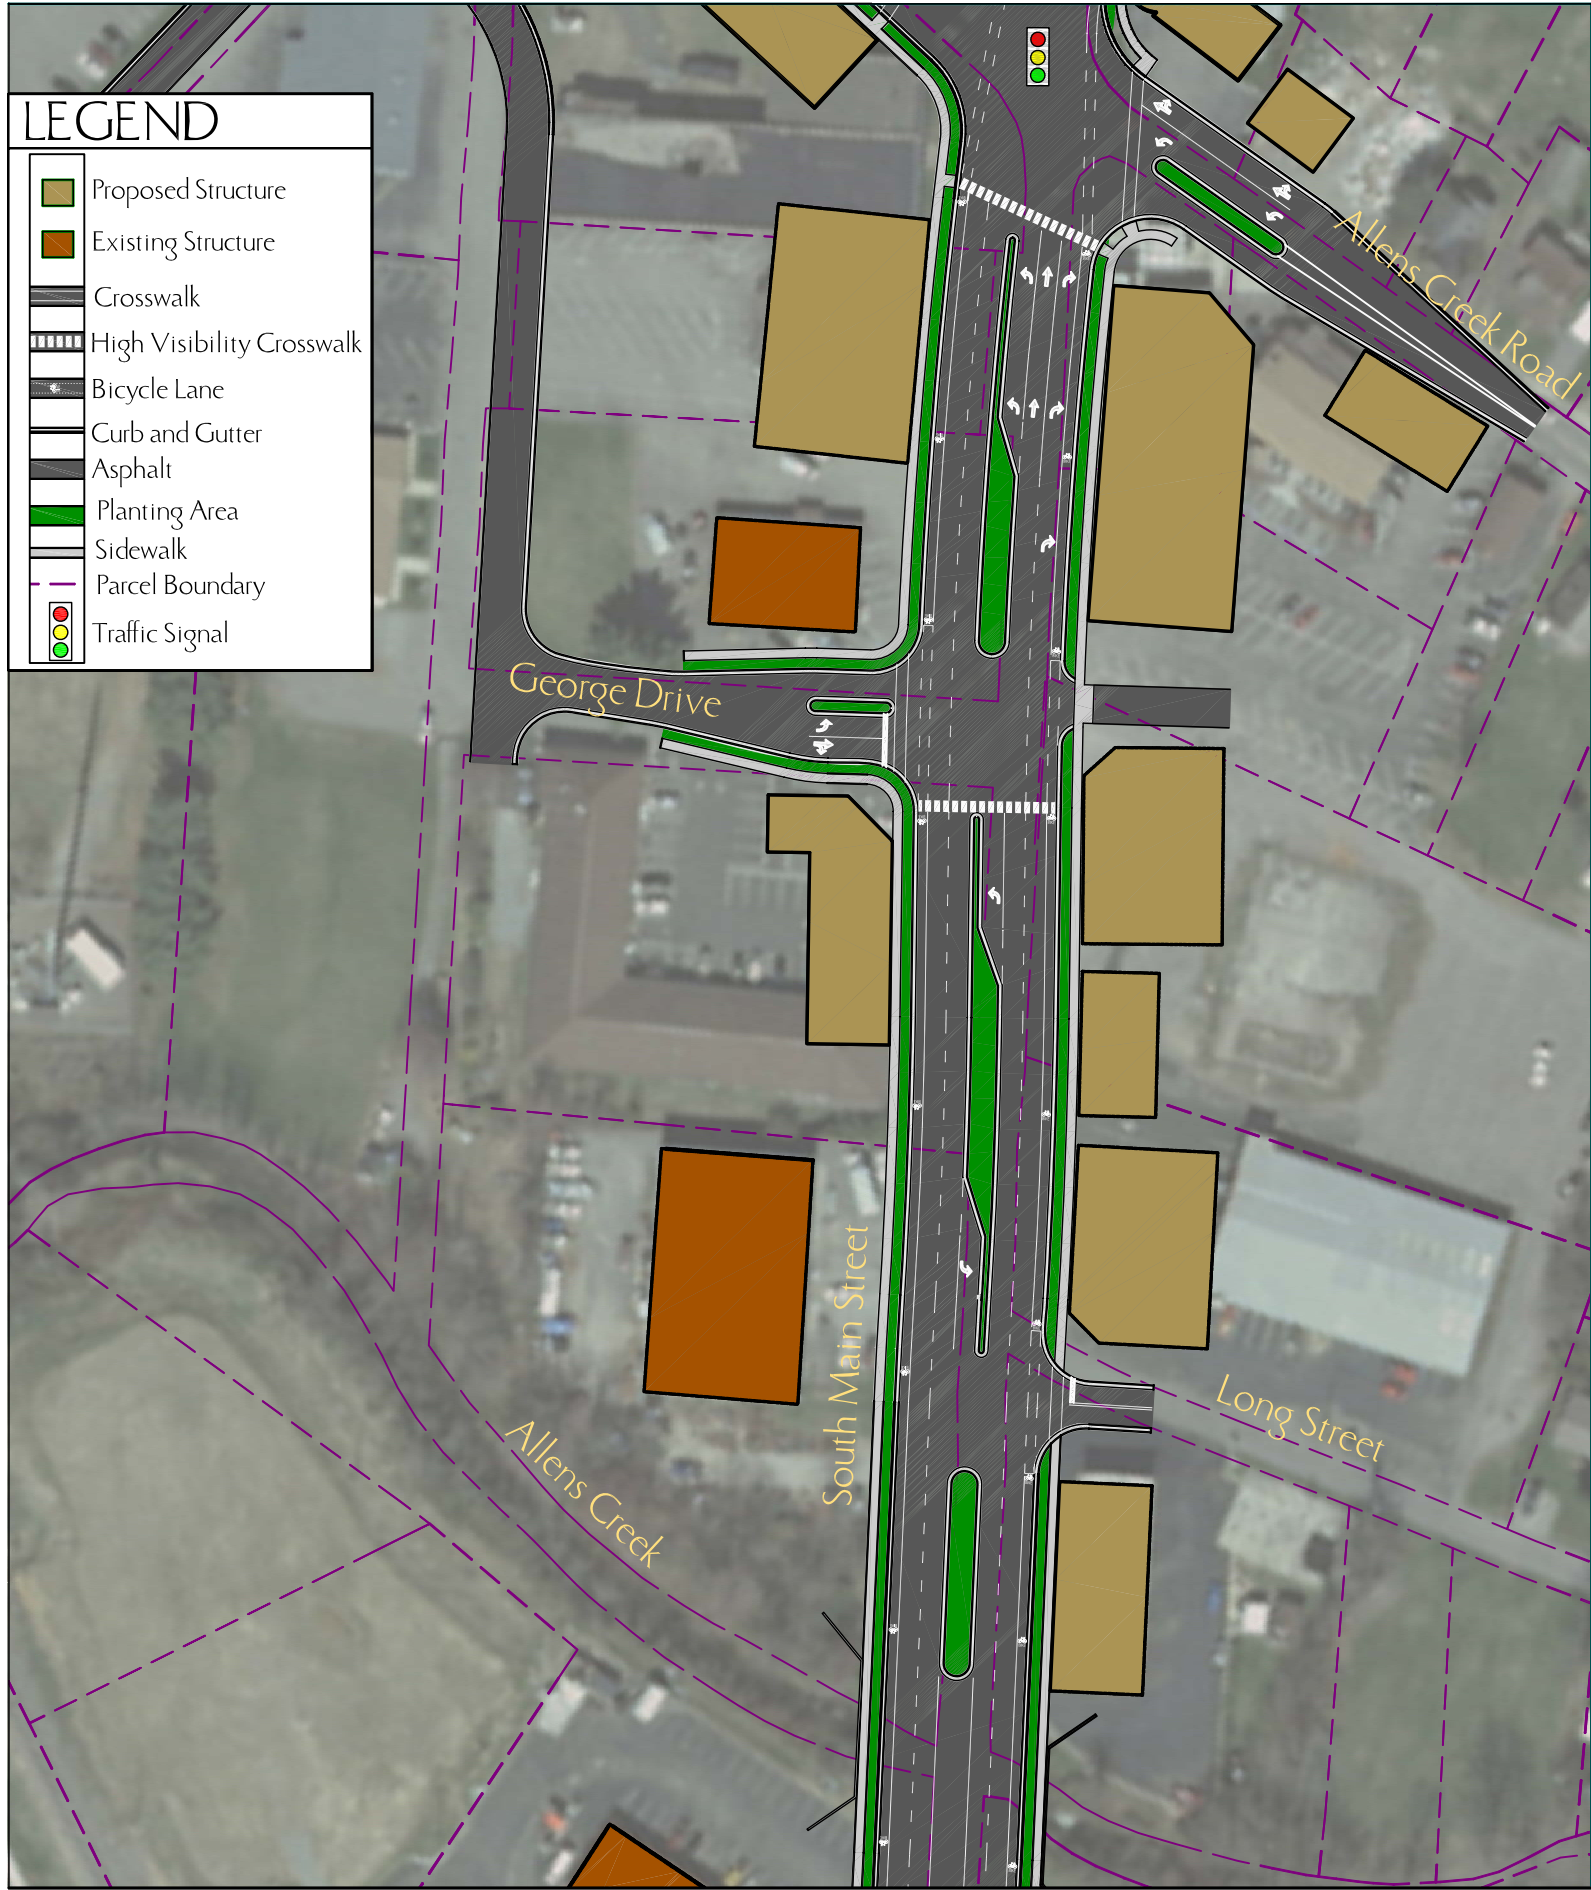 LEGEND
Proposed Structure
Existing Structure
Crosswalk
High Visibility Crosswalk
Bicycle Lane
Curb and Gutter
Asphalt
Planting Area
Sidewalk
Parcel Boundary
Traffic Signal
Allens Creek Road
George Drive
South Main Street
Long Street
Allens Creek